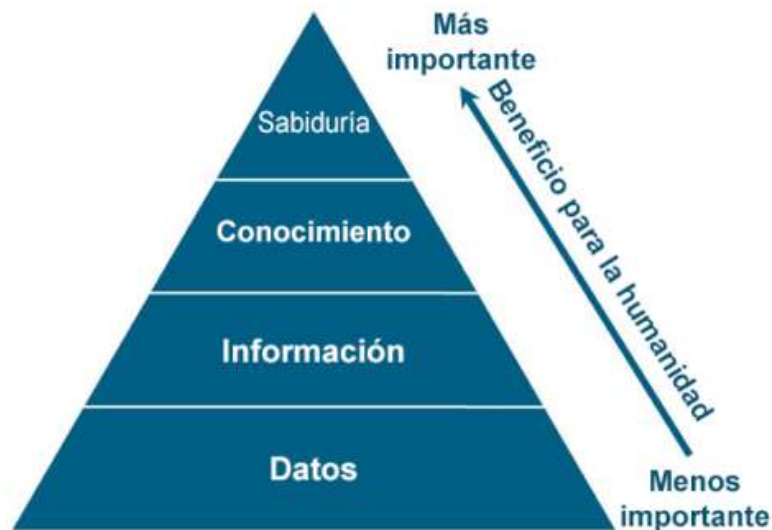 Más
importante
Sabiduría
Beneficio para la humanidad
Conocimiento
Información
Datos
Menos
importante